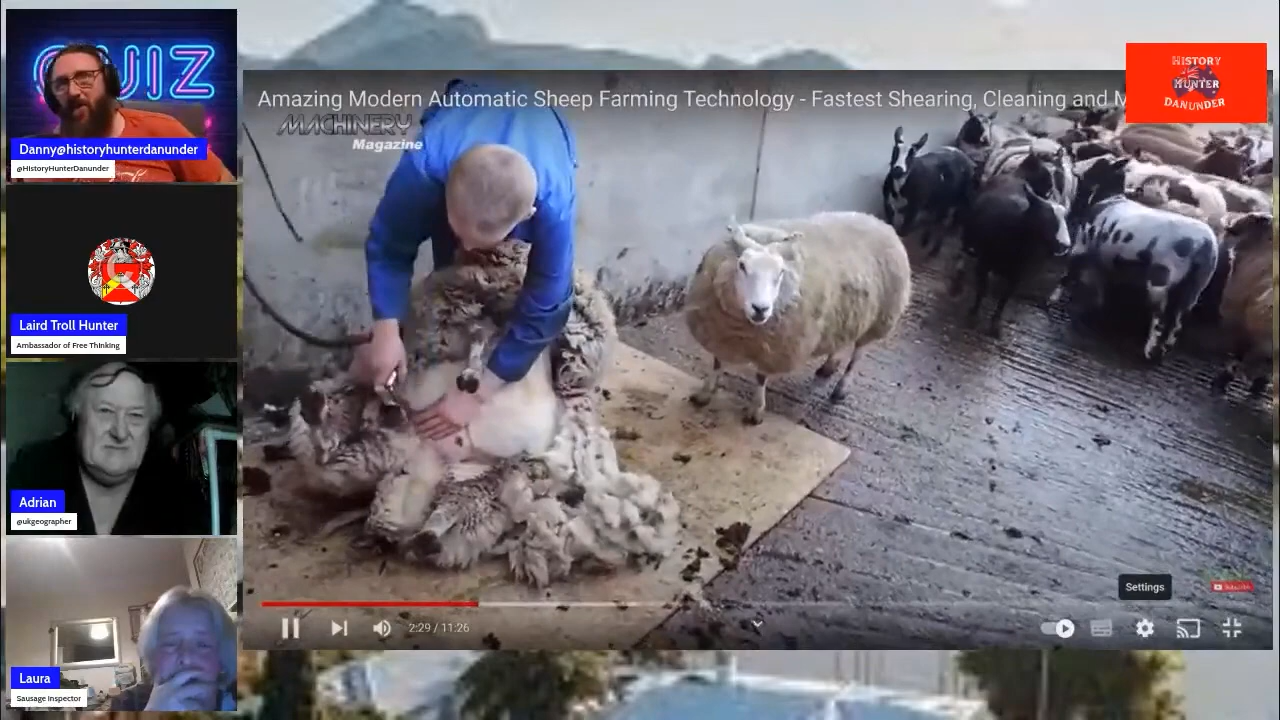 QUIZ
Danny@historyhunterdanunder
@HistoryHunterDanunder
Laird Troll Hunter
Ambassador of Free Thinking
Adrian
@ukgeographer
Laura
Sausage Inspector
Amazing Modern Automatic Sheep Farming Technology - Fastest Shearing, Cleaning and M
MACHINERY
Magazine
HISTORY
HUNTER
DANUNDER
Settings
Subscribe
2:29 / 11:26